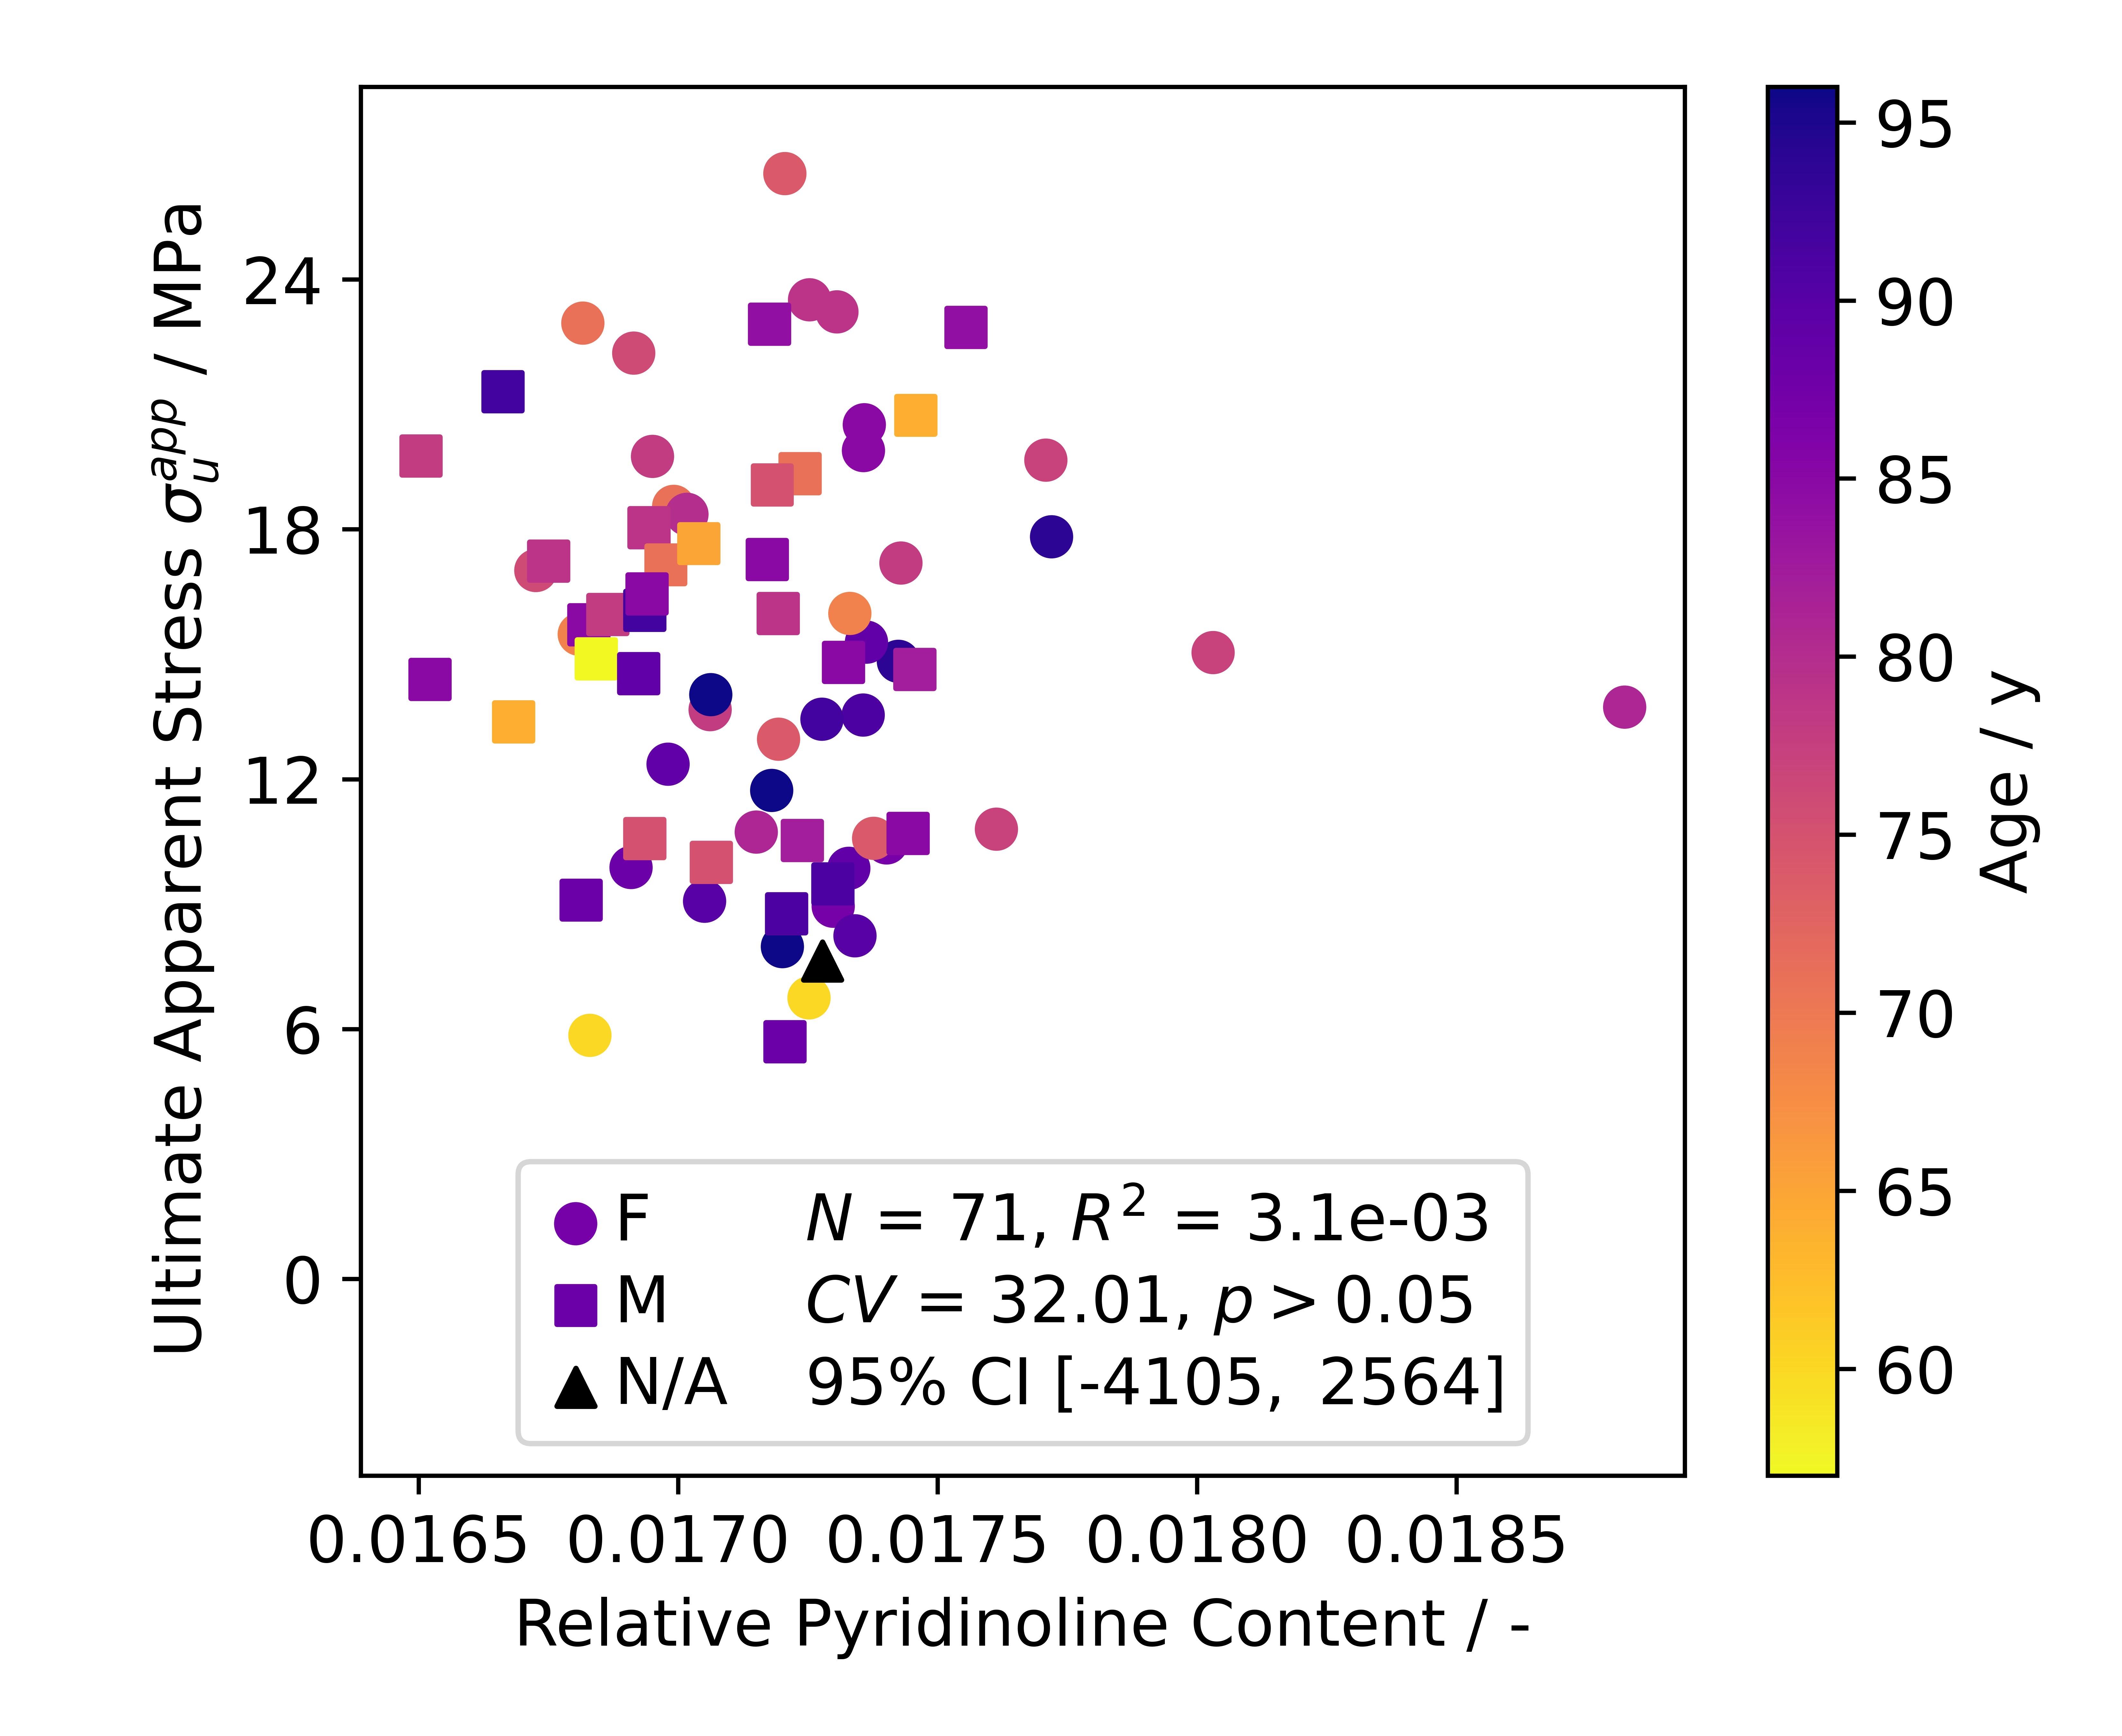 Ultimate Apparent Stress σ_u^app / MPa
24
18
12
6
0
F N = 71, R² = 3.1e-03
M CV = 32.01, p > 0.05
N/A 95% CI [-4105, 2564]
0.0165 0.0170 0.0175 0.0180 0.0185
Relative Pyridinoline Content / -
95
90
85
80
75
70
65
60
Age / y